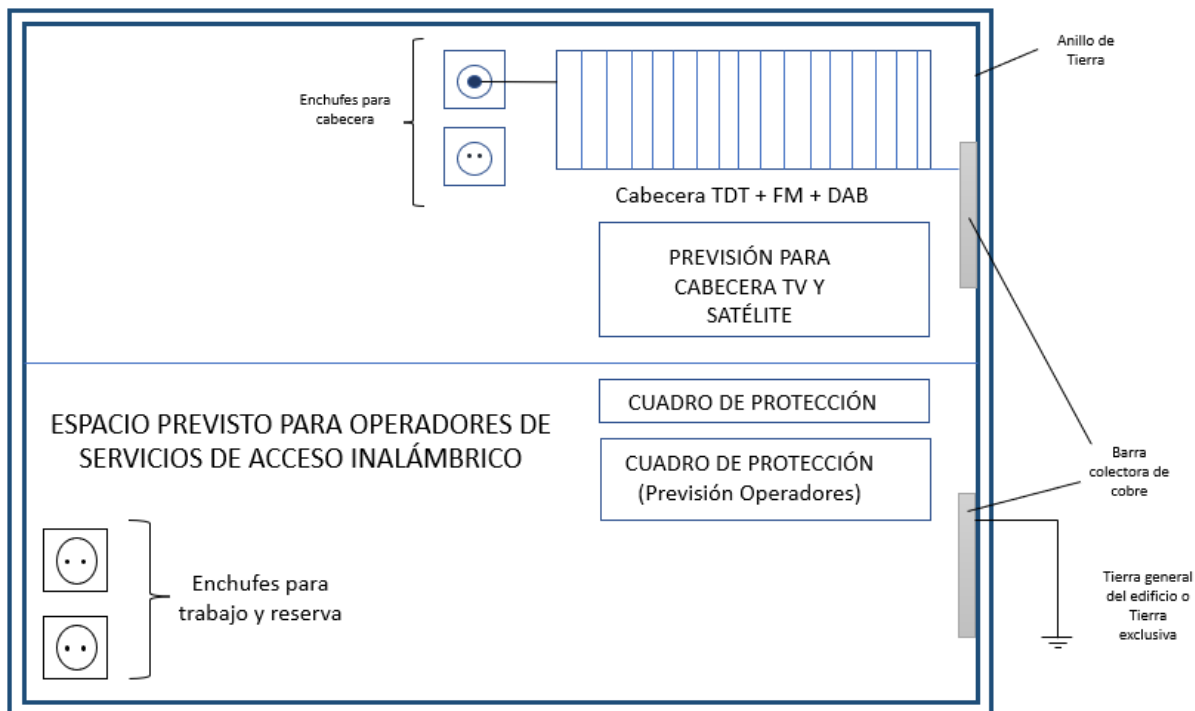 Anillo de
Tierra
Enchufes para
cabecera
Cabecera TDT + FM + DAB
PREVISIÓN PARA
CABECERA TV Y
SATÉLITE
CUADRO DE PROTECCIÓN
ESPACIO PREVISTO PARA OPERADORES DE
SERVICIOS DE ACCESO INALÁMBRICO
CUADRO DE PROTECCIÓN
(Previsión Operadores)
Barra
colectora de
cobre
Enchufes para
trabajo y reserva
Tierra general
del edificio o
Tierra
exclusiva